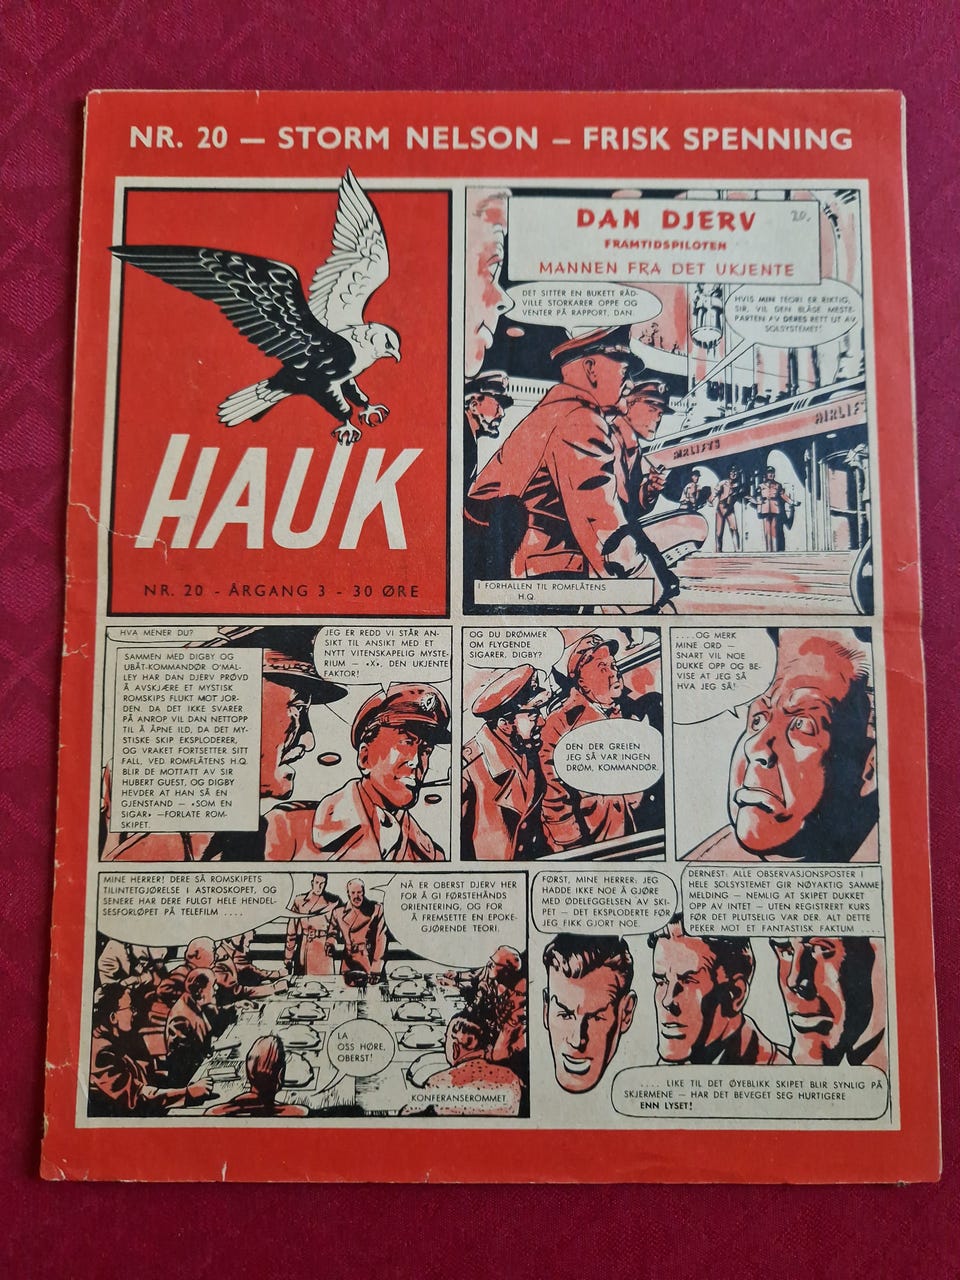 NR. 20 — STORM NELSON — FRISK SPENNING
HAUK
NR. 20 - ÅRGANG 3 - 30 ØRE
DAN DJERV
20.
FRAMTIDSPILOTEN
MANNEN FRA DET UKJENTE
DET SITTER EN BUKETT RÅD-
VILLE STORKARER OPPE OG
VENTER PÅ RAPPORT, DAN.
HVIS MIN TEORI ER RIKTIG,
SIR, VIL DEN BLÅSE MESTE-
PARTEN AV DERES RETT UT AV
SOLSYSTEMET!
AIRLIFTS
AIRLIF
I FORHALLEN TIL ROMFLÅTENS
H.Q.
HVA MENER DU?
SAMMEN MED DIGBY OG
UBÅT-KOMMANDØR O'MAL-
LEY HAR DAN DJERV PRØVD
Å AVSKJÆRE ET MYSTISK
ROMSKIPS FLUKT MOT JOR-
DEN. DA DET IKKE SVARER
PÅ ANROP VIL DAN NETTOPP
TIL Å ÅPNE ILD, DA DET MY-
STISKE SKIP EKSPLODERER,
OG VRAKET FORTSETTER SITT
FALL. VED ROMFLÅTENS H.Q.
BLIR DE MOTTATT AV SIR
HUBERT GUEST, OG DIGBY
HEVDER AT HAN SÅ EN
GJENSTAND — «SOM EN
SIGAR» —FORLATE ROM-
SKIPET.
JEG ER REDD VI STÅR AN-
SIKT TIL ANSIKT MED ET
NYTT VITENSKAPELIG MYSTE-
RIUM — «X», DEN UKJENTE
FAKTOR!
OG DU DRØMMER
OM FLYGENDE
SIGARER, DIGBY?
DEN DER GREIEN
JEG SÅ VAR INGEN
DRØM, KOMMANDØR.
....OG MERK
MINE ORD —
SNART VIL NOE
DUKKE OPP OG BE-
VISE AT JEG SÅ
HVA JEG SÅ!
MINE HERRER! DERE SÅ ROMSKIPETS
TILINTETGJØRELSE I ASTROSKOPET, OG
SENERE HAR DERE FULGT HELE HENDEL-
SESFORLØPET PÅ TELEFILM ....
NÅ ER OBERST DJERV HER
FOR Å GI FØRSTEHÅNDS
ORIENTERING, OG FOR
Å FREMSETTE EN EPOKE-
GJØRENDE TEORI.
LA
OSS HØRE,
OBERST!
KONFERANSEROMMET.
FØRST, MINE HERRER: JEG
HADDE IKKE NOE Å GJØRE
MED ØDELEGGELSEN AV SKI-
PET — DET EKSPLODERTE FØR
JEG FIKK GJORT NOE.
DERNEST: ALLE OBSERVASJONSPOSTER I
HELE SOLSYSTEMET GIR NØYAKTIG SAMME
MELDING — NEMLIG AT SKIPET DUKKET
OPP AV INTET — UTEN REGISTRERT KURS
FØR DET PLUTSELIG VAR DER. ALT DETTE
PEKER MOT ET FANTASTISK FAKTUM ....
.... LIKE TIL DET ØYEBLIKK SKIPET BLIR SYNLIG PÅ
SKJERMENE — HAR DET BEVEGET SEG HURTIGERE
ENN LYSET!